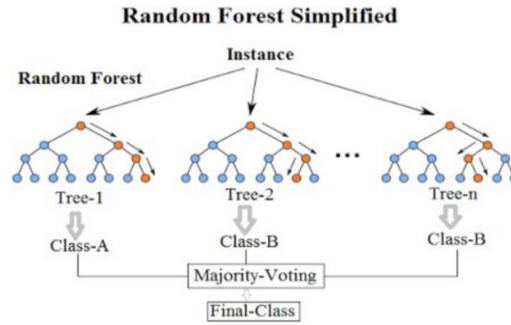 Random Forest Simplified
Instance
Random Forest
...
Tree-1
Tree-2
Tree-n
Class-A
Class-B
Class-B
Majority-Voting
Final-Class